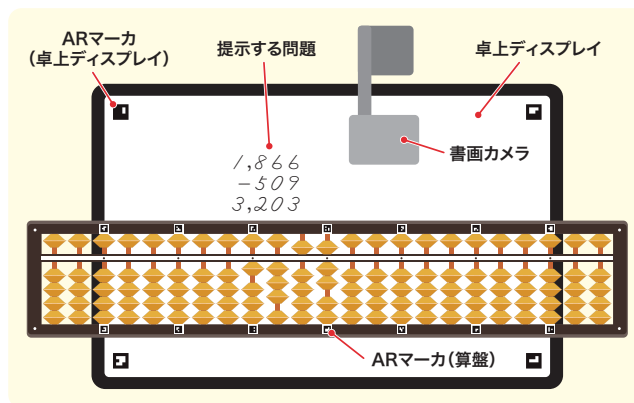 ARマーカ
(卓上ディスプレイ)
提示する問題
卓上ディスプレイ
書画カメラ
1,866
-509
3,203
ARマーカ(算盤)